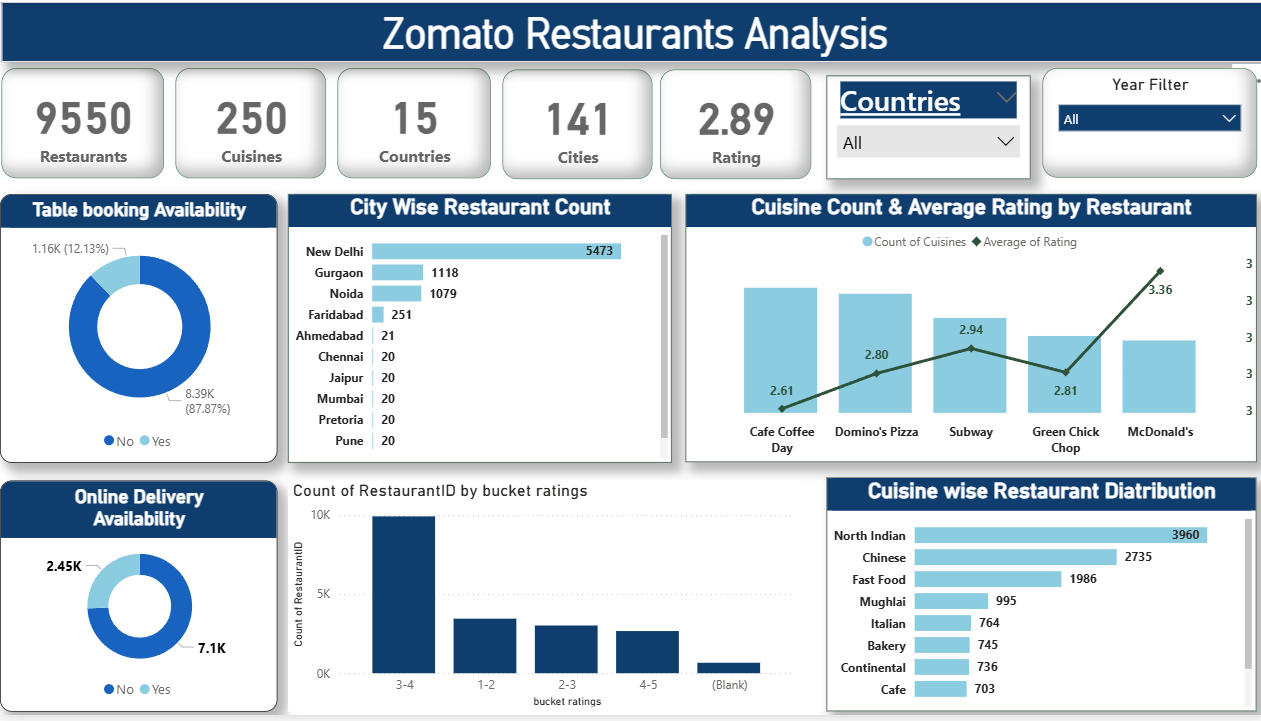 Zomato Restaurants Analysis
9550
Restaurants
250
Cuisines
15
Countries
141
Cities
2.89
Rating
Countries
All
Year Filter
All
Table booking Availability
1.16K (12.13%)
8.39K
(87.87%)
No Yes
City Wise Restaurant Count
New Delhi 5473
Gurgaon 1118
Noida 1079
Faridabad 251
Ahmedabad 21
Chennai 20
Jaipur 20
Mumbai 20
Pretoria 20
Pune 20
Cuisine Count & Average Rating by Restaurant
Count of Cuisines Average of Rating
3
3
3
3
3
2.61
2.80
2.94
2.81
3.36
Cafe Coffee
Day
Domino's Pizza
Subway
Green Chick
Chop
McDonald's
Online Delivery
Availability
2.45K
7.1K
No Yes
Count of RestaurantID by bucket ratings
Count of RestaurantID
10K
5K
0K
3-4 1-2 2-3 4-5 (Blank)
bucket ratings
Cuisine wise Restaurant Diatribution
North Indian 3960
Chinese 2735
Fast Food 1986
Mughlai 995
Italian 764
Bakery 745
Continental 736
Cafe 703